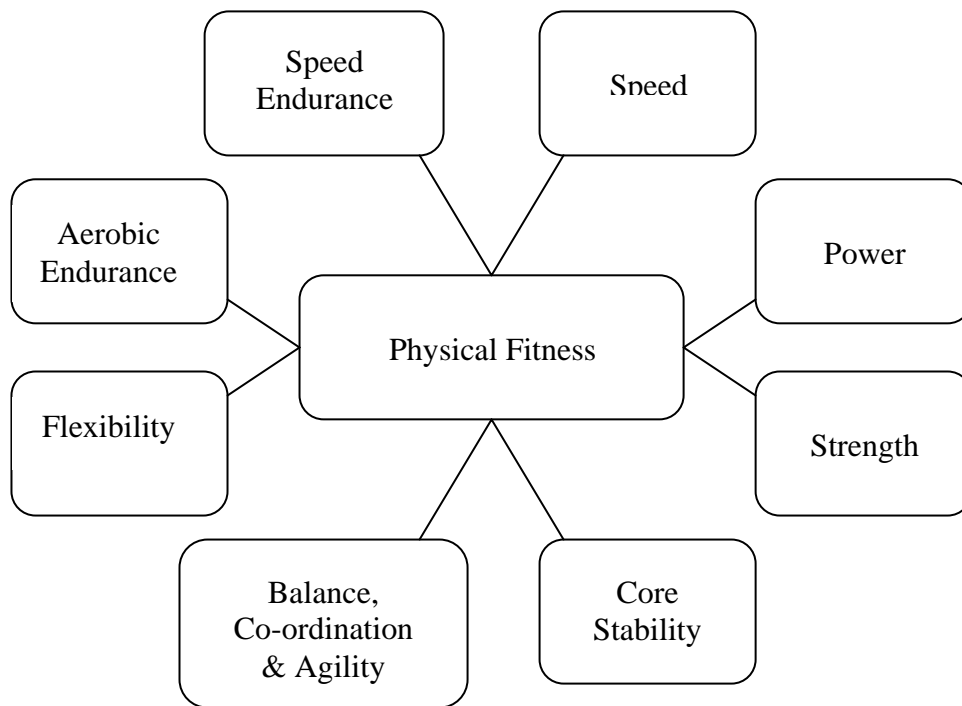 Speed
Endurance
Speed
Aerobic
Endurance
Power
Physical Fitness
Flexibility
Strength
Balance,
Co-ordination
& Agility
Core
Stability